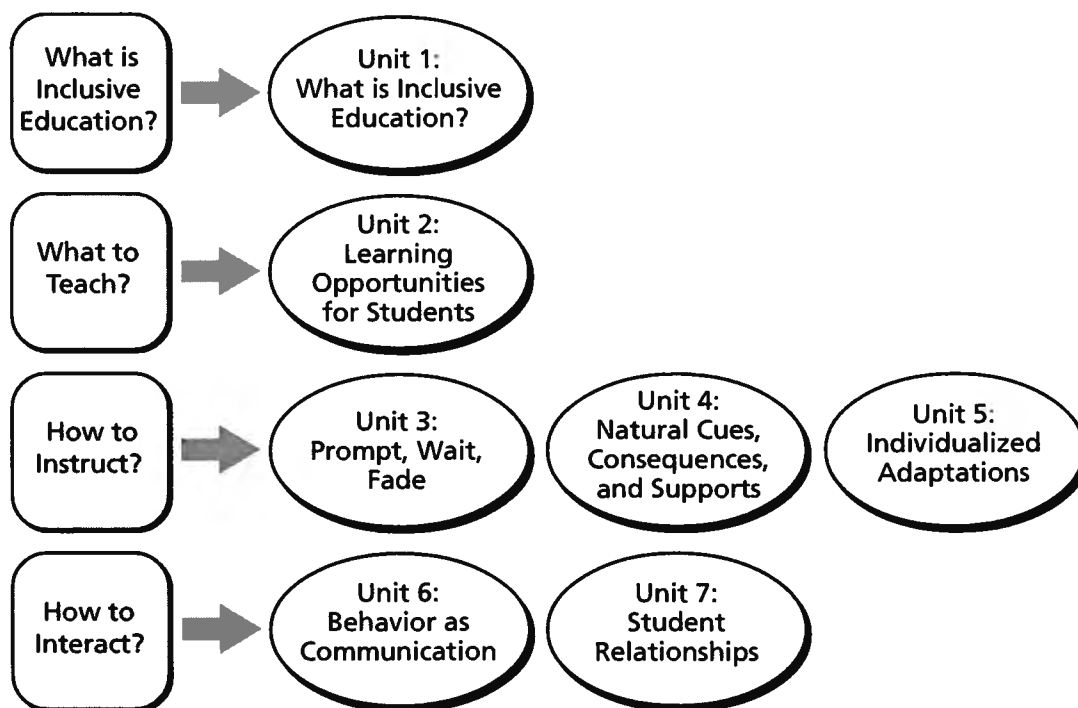 What is
Inclusive
Education?
Unit 1:
What is Inclusive
Education?
What to
Teach?
Unit 2:
Learning
Opportunities
for Students
How to
Instruct?
Unit 3:
Prompt, Wait,
Fade
Unit 4:
Natural Cues,
Consequences,
and Supports
Unit 5:
Individualized
Adaptations
How to
Interact?
Unit 6:
Behavior as
Communication
Unit 7:
Student
Relationships